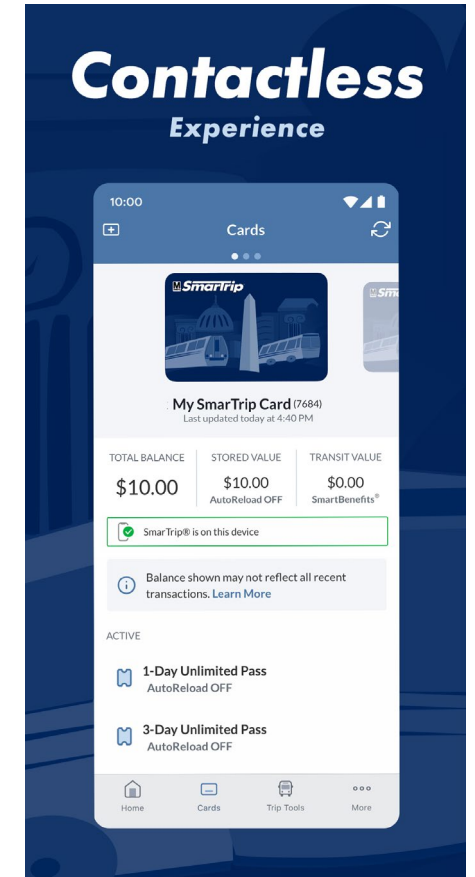 Contactless
Experience
10:00
Cards
M SmarTrip
My SmarTrip Card (7684)
Last updated today at 4:40 PM
TOTAL BALANCE
$10.00
STORED VALUE
$10.00
AutoReload OFF
TRANSIT VALUE
$0.00
SmartBenefits®
SmarTrip® is on this device
Balance shown may not reflect all recent
transactions. Learn More
ACTIVE
1-Day Unlimited Pass
AutoReload OFF
3-Day Unlimited Pass
AutoReload OFF
Home
Cards
Trip Tools
More